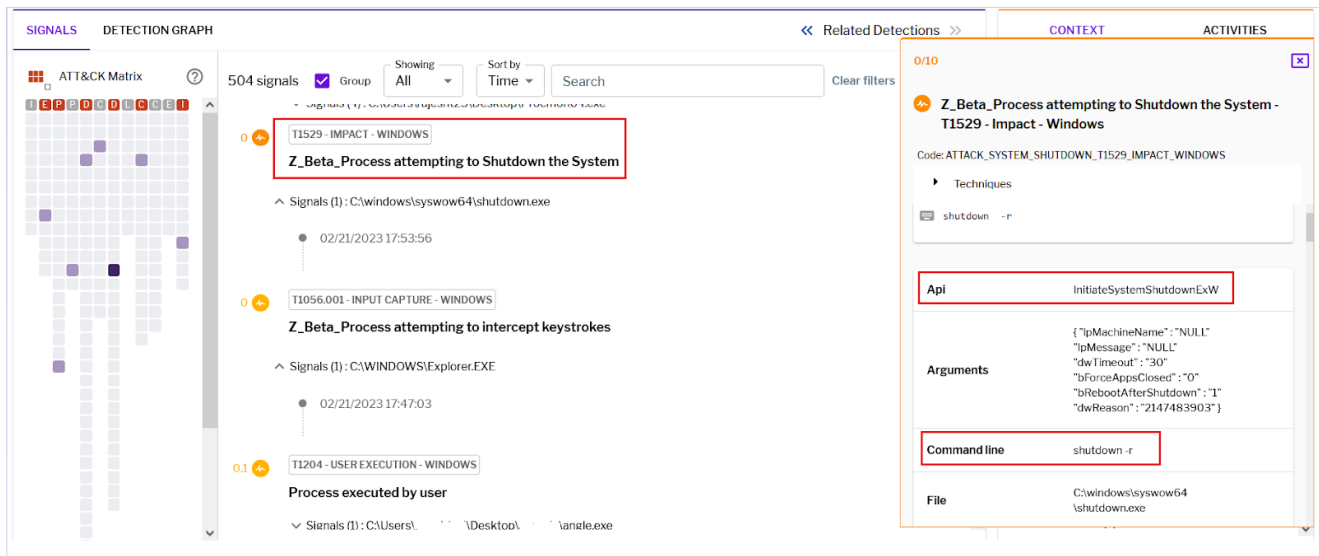 SIGNALS
DETECTION GRAPH
Related Detections
CONTEXT
ACTIVITIES
ATT&CK Matrix
I E P P D C D L C C E I
504 signals
Group
Showing
All
Sort by
Time
Search
Clear filters
0
T1529 - IMPACT - WINDOWS
Z_Beta_Process attempting to Shutdown the System
Signals (1) : C:\windows\syswow64\shutdown.exe
02/21/2023 17:53:56
0
T1056.001 - INPUT CAPTURE - WINDOWS
Z_Beta_Process attempting to intercept keystrokes
Signals (1) : C:\WINDOWS\Explorer.EXE
02/21/2023 17:47:03
0.1
T1204 - USER EXECUTION - WINDOWS
Process executed by user
Signals (1) : C:\Users\ \Desktop\ \angle.exe
0/10
Z_Beta_Process attempting to Shutdown the System -
T1529 - Impact - Windows
Code: ATTACK_SYSTEM_SHUTDOWN_T1529_IMPACT_WINDOWS
Techniques
shutdown -r
Api
InitiateSystemShutdownExW
Arguments
{ "lpMachineName" : "NULL"
"lpMessage" : "NULL"
"dwTimeout" : "30"
"bForceAppsClosed" : "0"
"bRebootAfterShutdown" : "1"
"dwReason" : "2147483903" }
Command line
shutdown -r
File
C:\windows\syswow64
\shutdown.exe